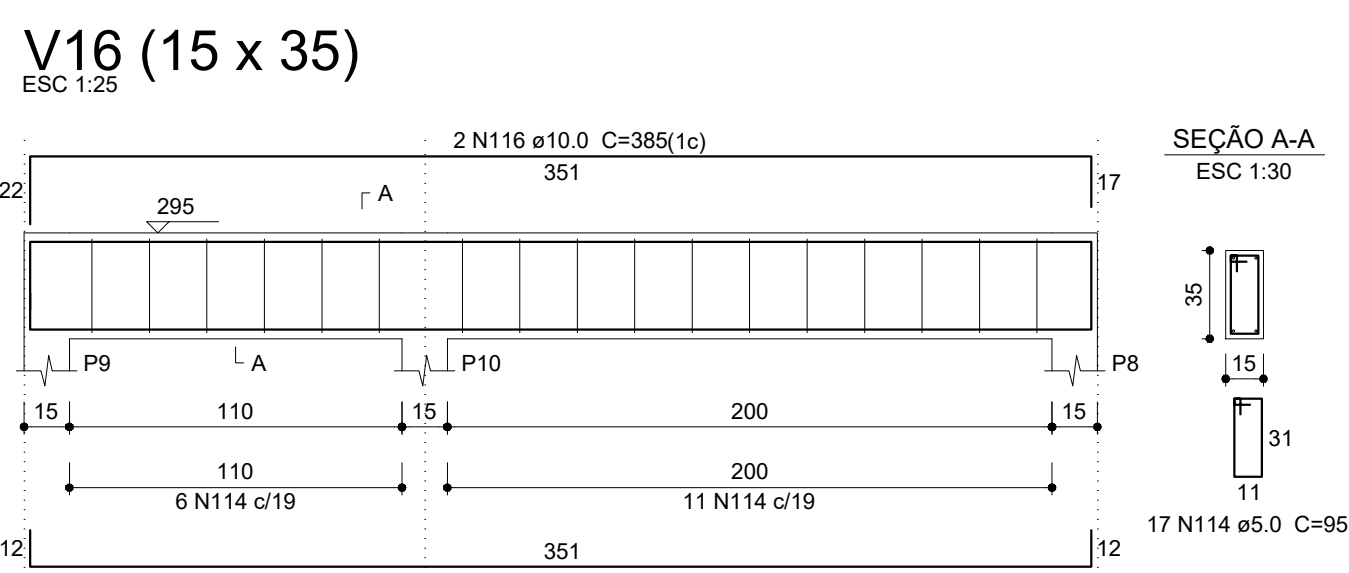 V16 (15 x 35)
ESC 1:25
2 N116 ø10.0 C=385(1c)
351
22
17
A
295
P9
A
P10
P8
15
110
15
200
15
110
200
6 N114 c/19
11 N114 c/19
12
351
12
SEÇÃO A-A
ESC 1:30
35
15
31
11
17 N114 ø5.0 C=95